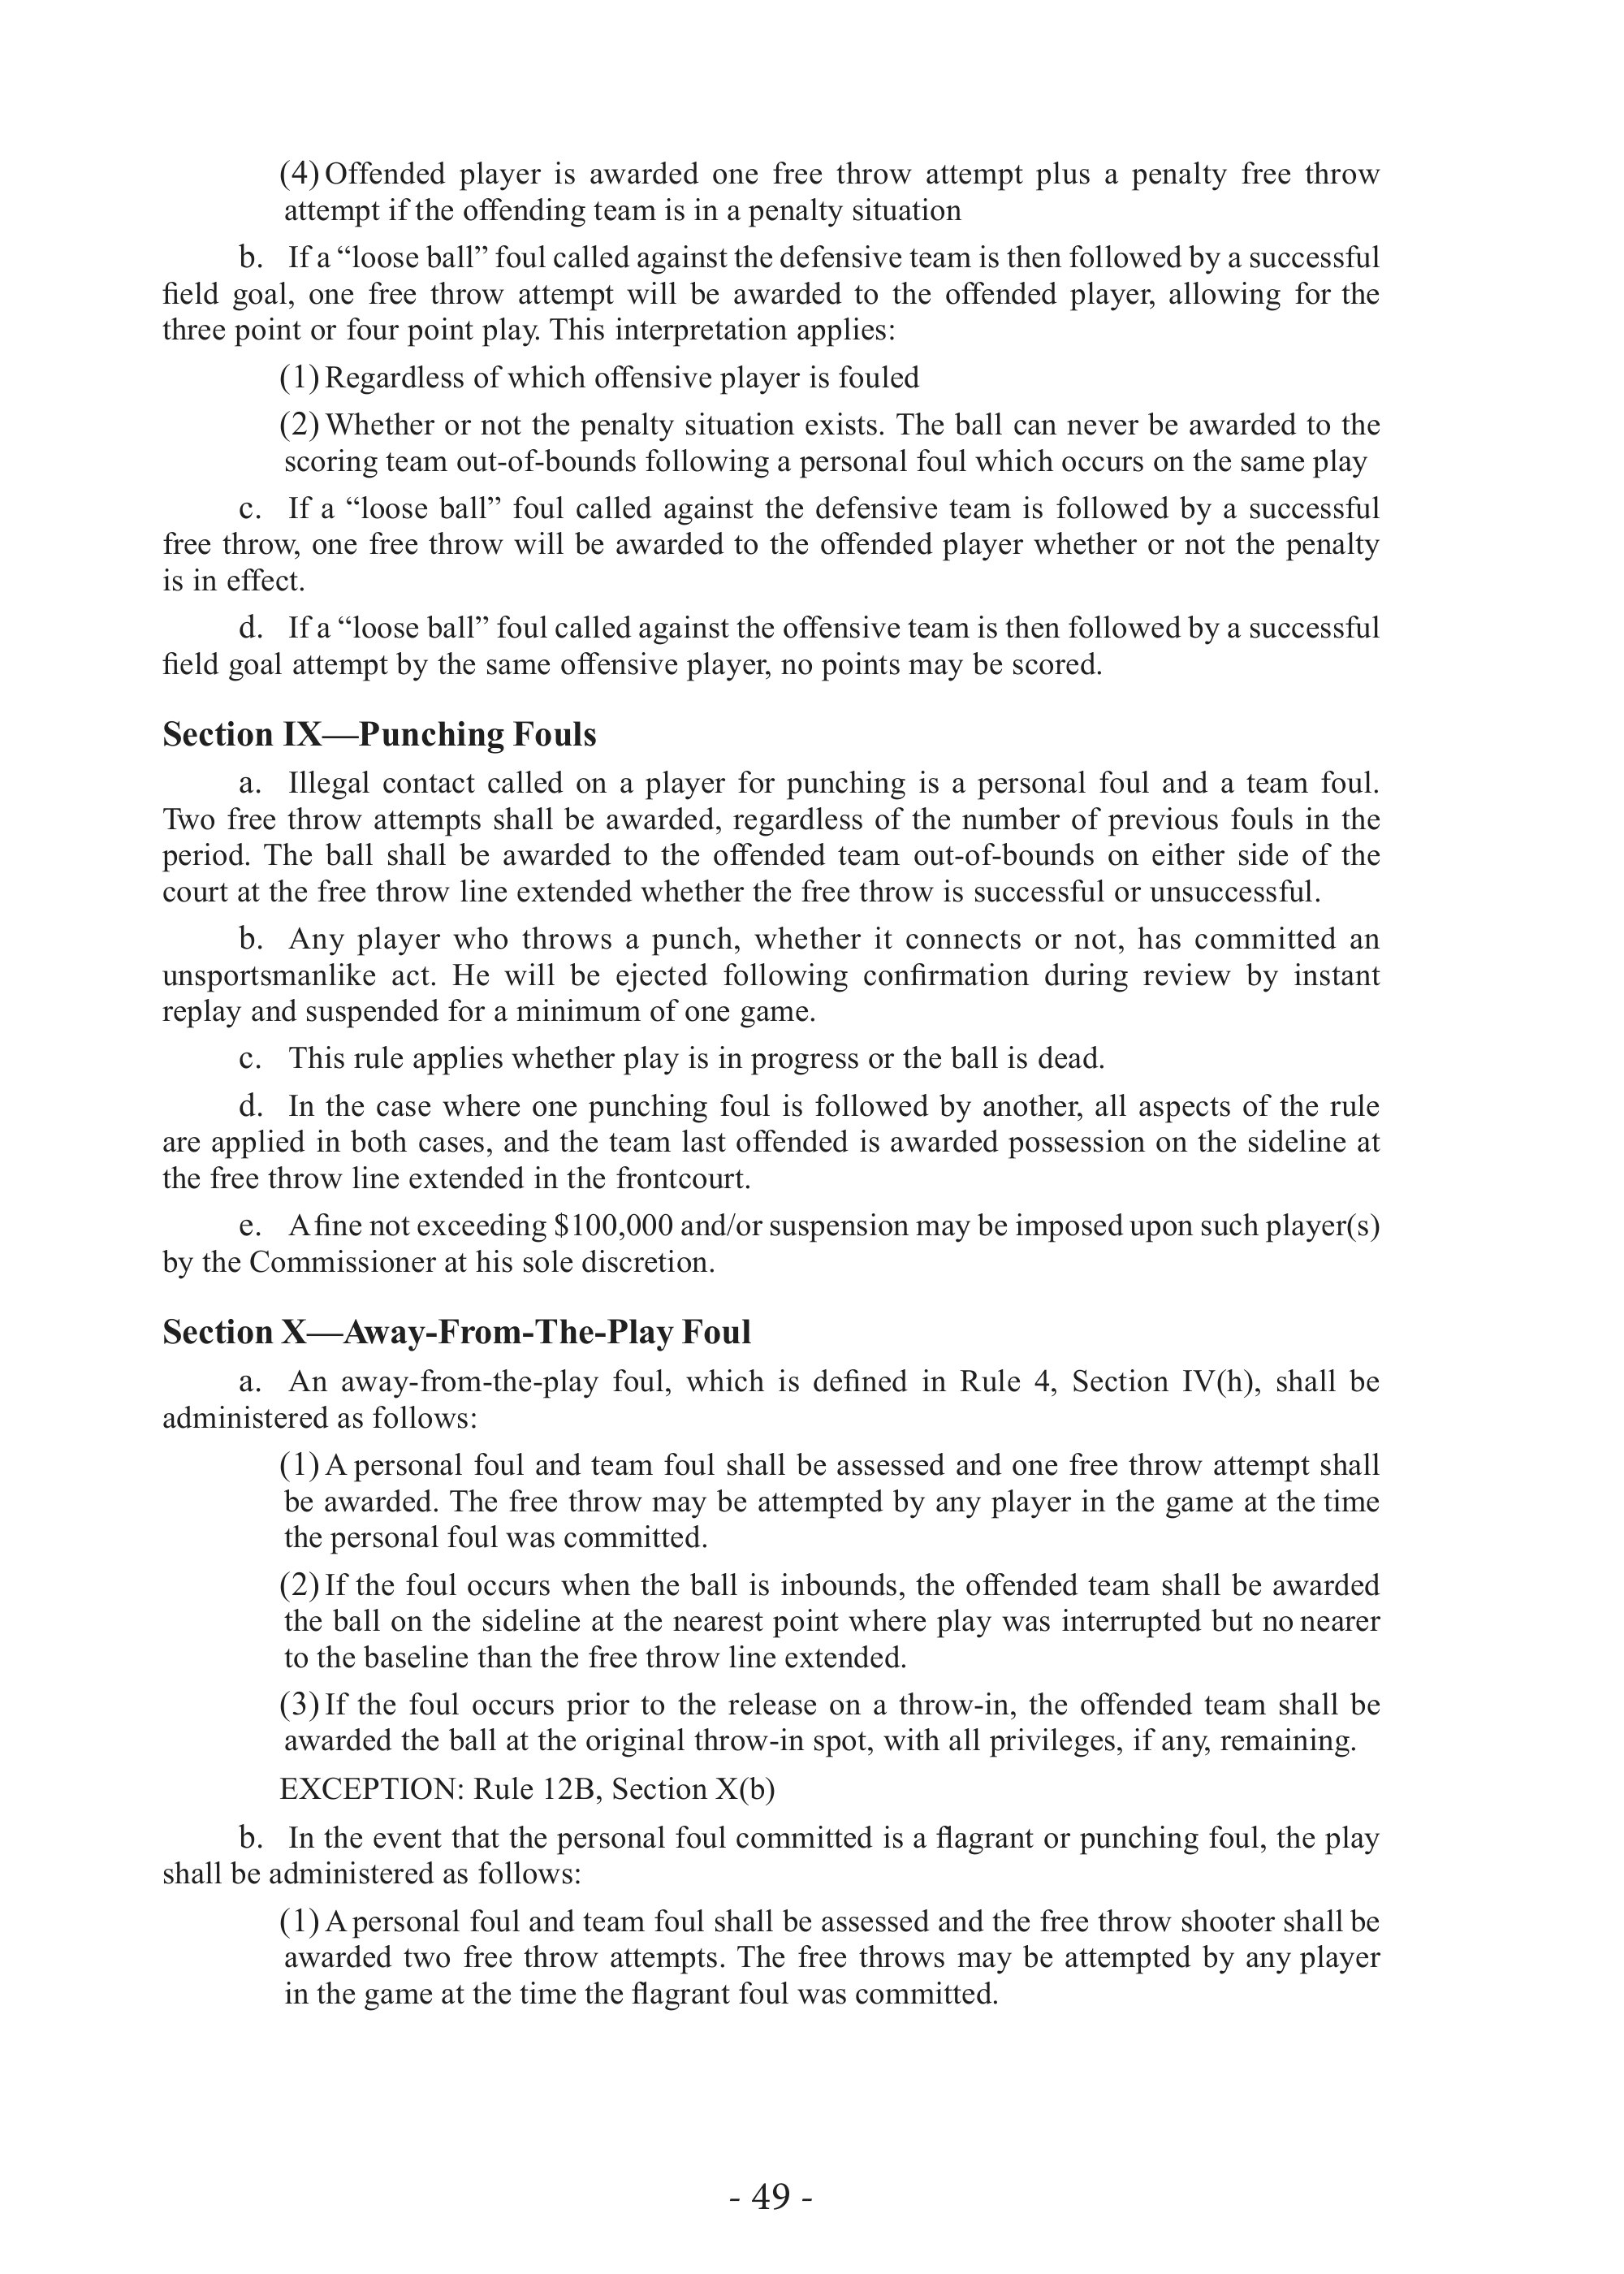 (4) Offended player is awarded one free throw attempt plus a penalty free throw
attempt if the offending team is in a penalty situation
b. If a “loose ball” foul called against the defensive team is then followed by a successful
field goal, one free throw attempt will be awarded to the offended player, allowing for the
three point or four point play. This interpretation applies:
(1) Regardless of which offensive player is fouled
(2) Whether or not the penalty situation exists. The ball can never be awarded to the
scoring team out-of-bounds following a personal foul which occurs on the same play
c. If a “loose ball” foul called against the defensive team is followed by a successful
free throw, one free throw will be awarded to the offended player whether or not the penalty
is in effect.
d. If a “loose ball” foul called against the offensive team is then followed by a successful
field goal attempt by the same offensive player, no points may be scored.
Section IX—Punching Fouls
a. Illegal contact called on a player for punching is a personal foul and a team foul.
Two free throw attempts shall be awarded, regardless of the number of previous fouls in the
period. The ball shall be awarded to the offended team out-of-bounds on either side of the
court at the free throw line extended whether the free throw is successful or unsuccessful.
b. Any player who throws a punch, whether it connects or not, has committed an
unsportsmanlike act. He will be ejected following confirmation during review by instant
replay and suspended for a minimum of one game.
c. This rule applies whether play is in progress or the ball is dead.
d. In the case where one punching foul is followed by another, all aspects of the rule
are applied in both cases, and the team last offended is awarded possession on the sideline at
the free throw line extended in the frontcourt.
e. A fine not exceeding $100,000 and/or suspension may be imposed upon such player(s)
by the Commissioner at his sole discretion.
Section X—Away-From-The-Play Foul
a. An away-from-the-play foul, which is defined in Rule 4, Section IV(h), shall be
administered as follows:
(1) A personal foul and team foul shall be assessed and one free throw attempt shall
be awarded. The free throw may be attempted by any player in the game at the time
the personal foul was committed.
(2) If the foul occurs when the ball is inbounds, the offended team shall be awarded
the ball on the sideline at the nearest point where play was interrupted but no nearer
to the baseline than the free throw line extended.
(3) If the foul occurs prior to the release on a throw-in, the offended team shall be
awarded the ball at the original throw-in spot, with all privileges, if any, remaining.
EXCEPTION: Rule 12B, Section X(b)
b. In the event that the personal foul committed is a flagrant or punching foul, the play
shall be administered as follows:
(1) A personal foul and team foul shall be assessed and the free throw shooter shall be
awarded two free throw attempts. The free throws may be attempted by any player
in the game at the time the flagrant foul was committed.
- 49 -